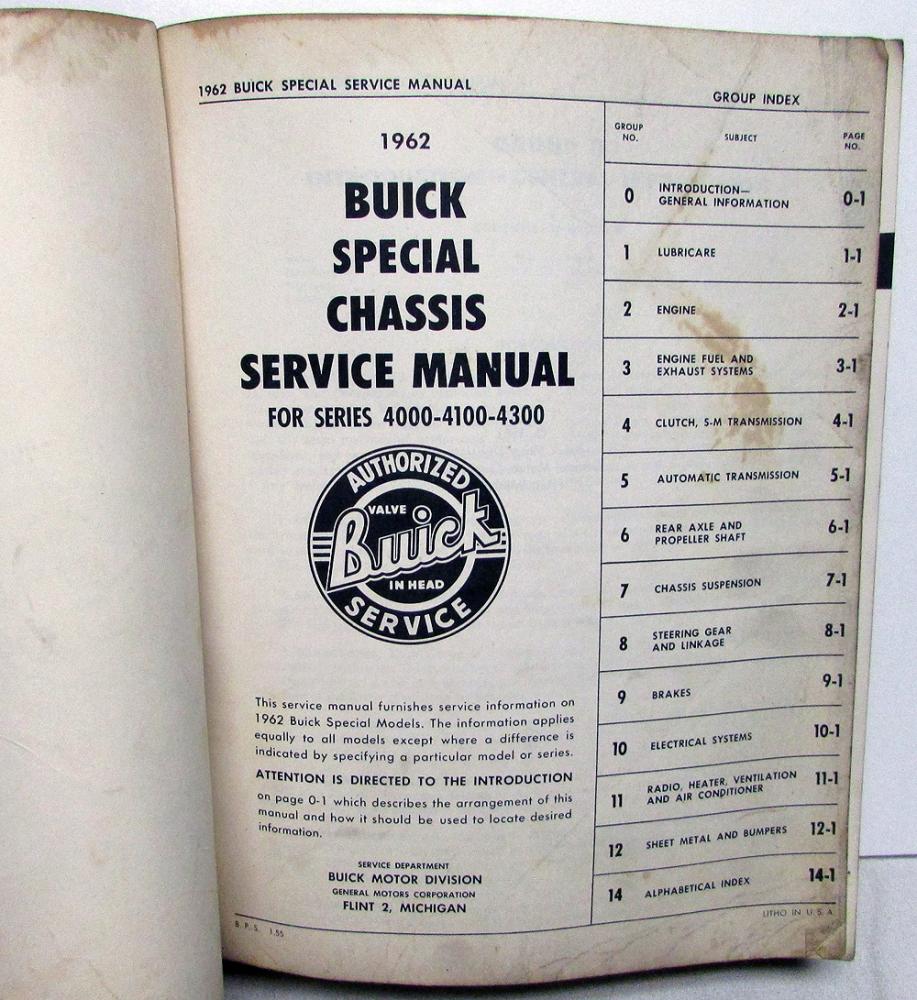 1962 BUICK SPECIAL SERVICE MANUAL
1962
BUICK
SPECIAL
CHASSIS
SERVICE MANUAL
FOR SERIES 4000-4100-4300
AUTHORIZED
VALVE
Buick
IN HEAD
SERVICE
This service manual furnishes service information on
1962 Buick Special Models. The information applies
equally to all models except where a difference is
indicated by specifying a particular model or series.
ATTENTION IS DIRECTED TO THE INTRODUCTION
on page 0-1 which describes the arrangement of this
manual and how it should be used to locate desired
information.
SERVICE DEPARTMENT
BUICK MOTOR DIVISION
GENERAL MOTORS CORPORATION
FLINT 2, MICHIGAN
B. P. S. 1.55
GROUP INDEX
GROUP NO. SUBJECT PAGE NO.
0 INTRODUCTION—
GENERAL INFORMATION 0-1
1 LUBRICARE 1-1
2 ENGINE 2-1
3 ENGINE FUEL AND
EXHAUST SYSTEMS 3-1
4 CLUTCH, S-M TRANSMISSION 4-1
5 AUTOMATIC TRANSMISSION 5-1
6 REAR AXLE AND
PROPELLER SHAFT 6-1
7 CHASSIS SUSPENSION 7-1
8 STEERING GEAR
AND LINKAGE 8-1
9 BRAKES 9-1
10 ELECTRICAL SYSTEMS 10-1
11 RADIO, HEATER, VENTILATION
AND AIR CONDITIONER 11-1
12 SHEET METAL AND BUMPERS 12-1
14 ALPHABETICAL INDEX 14-1
LITHO IN U. S. A.